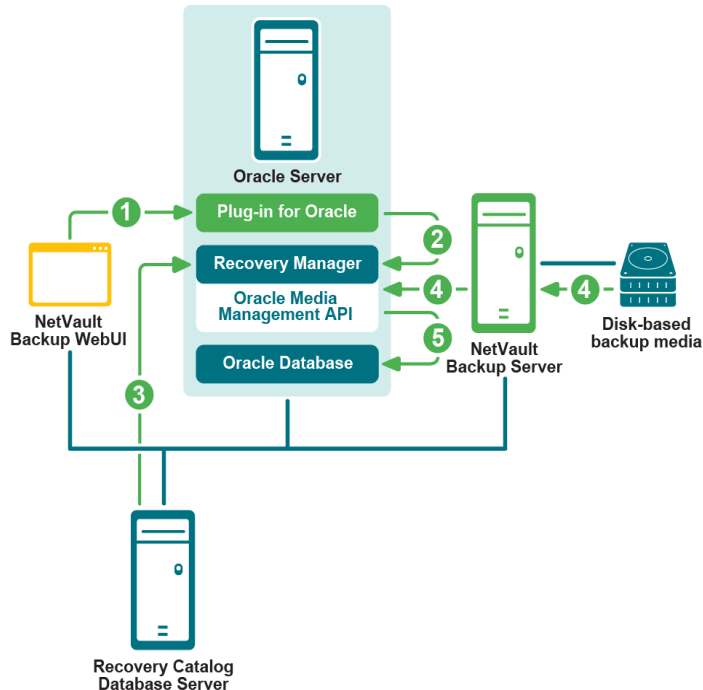 Oracle Server
1
Plug-in for Oracle
2
Recovery Manager
4
4
Oracle Media
Management API
NetVault
Backup WebUI
Disk-based
backup media
5
NetVault
Backup Server
Oracle Database
3
Recovery Catalog
Database Server